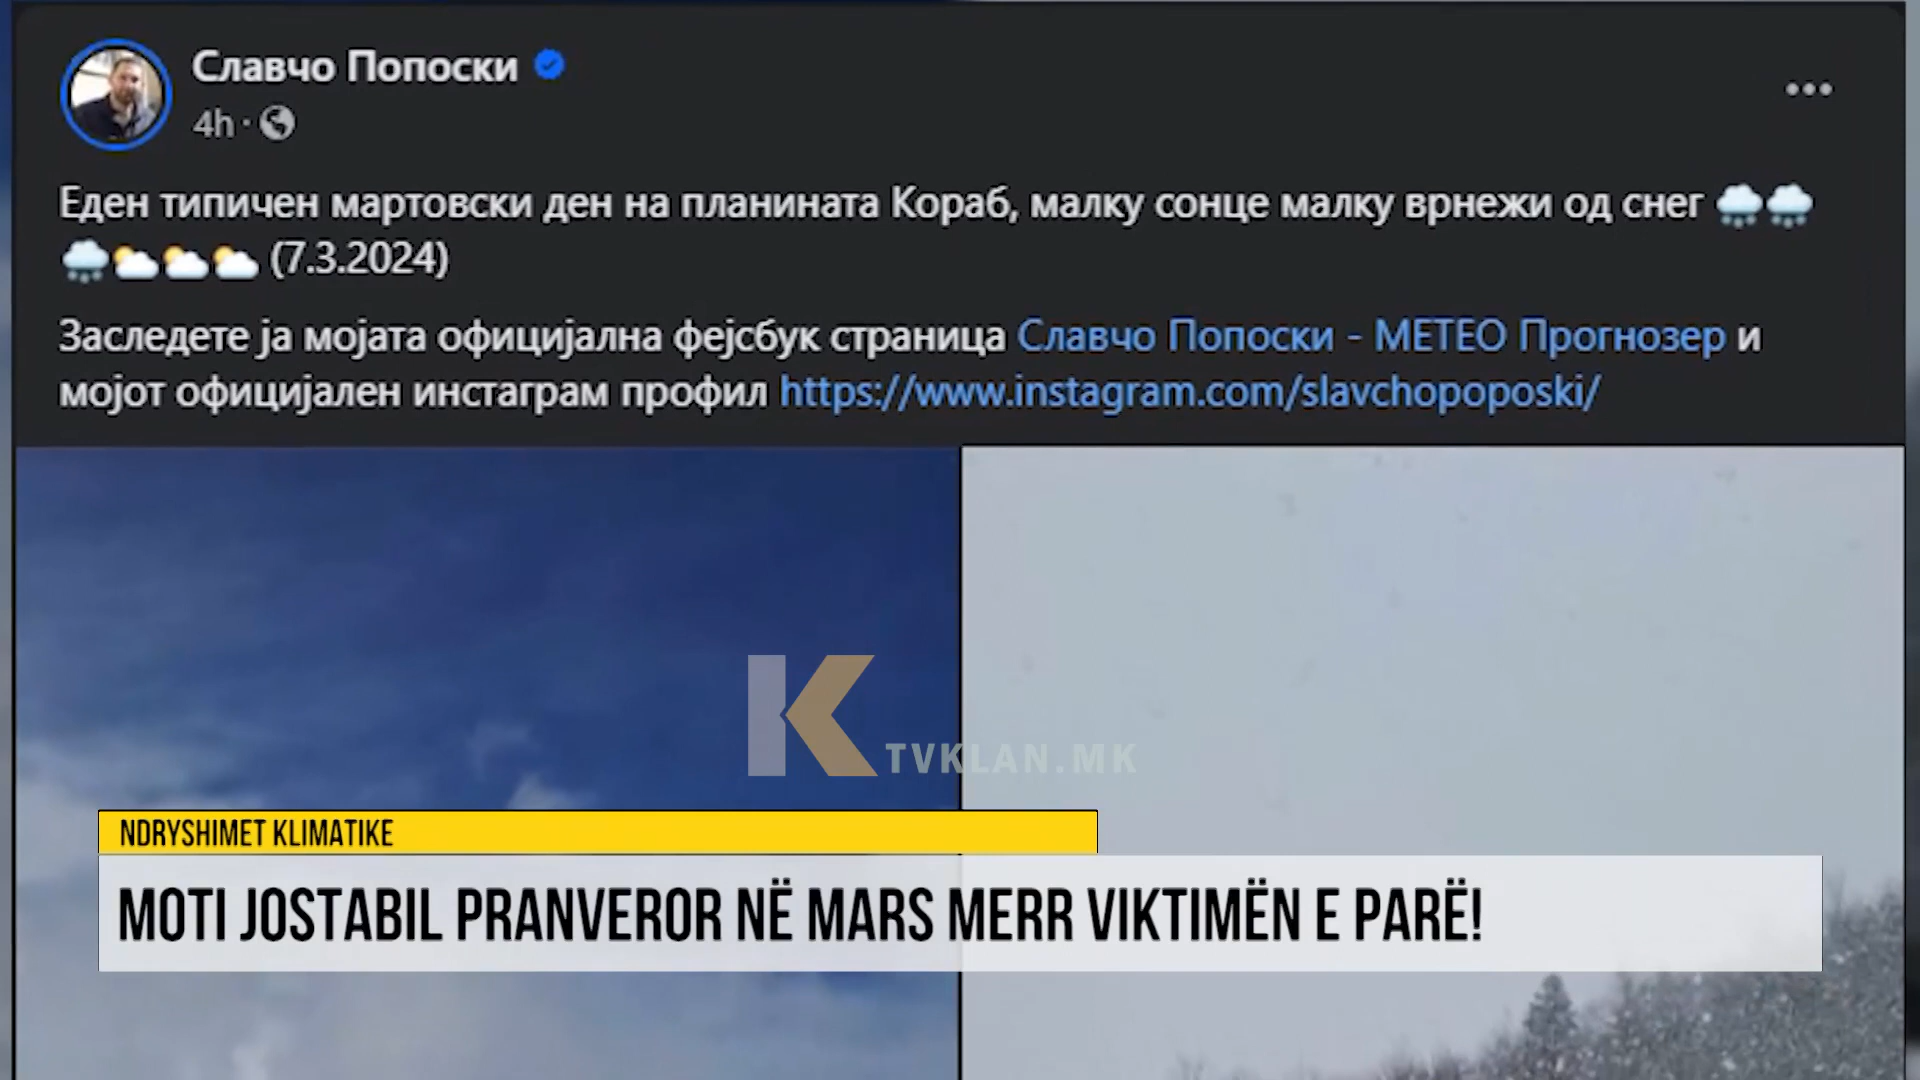 Славчо Попоски
4h ·
Еден типичен мартовски ден на планината Кораб, малку сонце малку врнежи од снег 🌨️🌨️
🌨️🌥️🌥️🌥️ (7.3.2024)
Заследете ја мојата официјална фејсбук страница Славчо Попоски - МЕТЕО Прогнозер и
мојот официјален инстаграм профил https://www.instagram.com/slavchopoposki/
K TVKLAN.MK
NDRYSHIMET KLIMATIKE
MOTI JOSTABIL PRANVEROR NË MARS MERR VIKTIMËN E PARË!